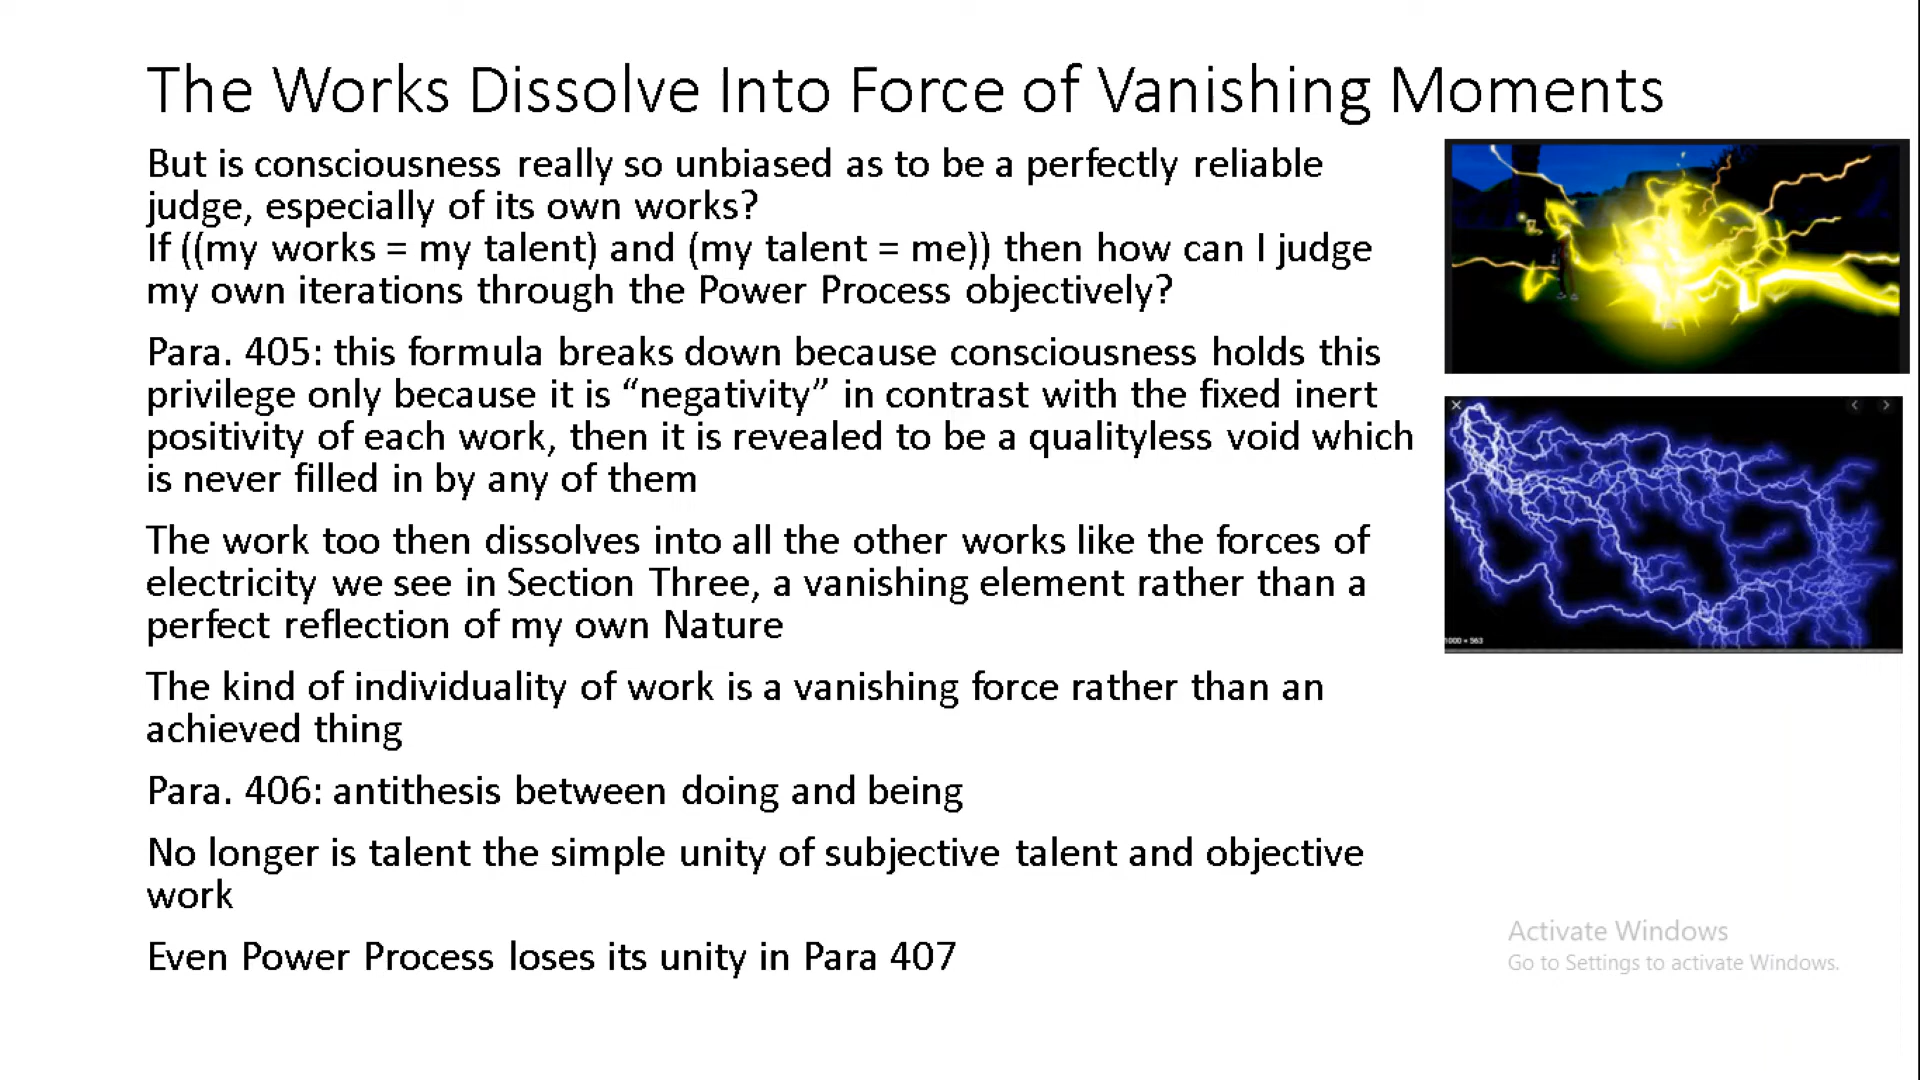 The Works Dissolve Into Force of Vanishing Moments
But is consciousness really so unbiased as to be a perfectly reliable
judge, especially of its own works?
If ((my works = my talent) and (my talent = me)) then how can I judge
my own iterations through the Power Process objectively?
Para. 405: this formula breaks down because consciousness holds this
privilege only because it is “negativity” in contrast with the fixed inert
positivity of each work, then it is revealed to be a qualityless void which
is never filled in by any of them
The work too then dissolves into all the other works like the forces of
electricity we see in Section Three, a vanishing element rather than a
perfect reflection of my own Nature
The kind of individuality of work is a vanishing force rather than an
achieved thing
Para. 406: antithesis between doing and being
No longer is talent the simple unity of subjective talent and objective
work
Even Power Process loses its unity in Para 407
1000 × 563
Activate Windows
Go to Settings to activate Windows.